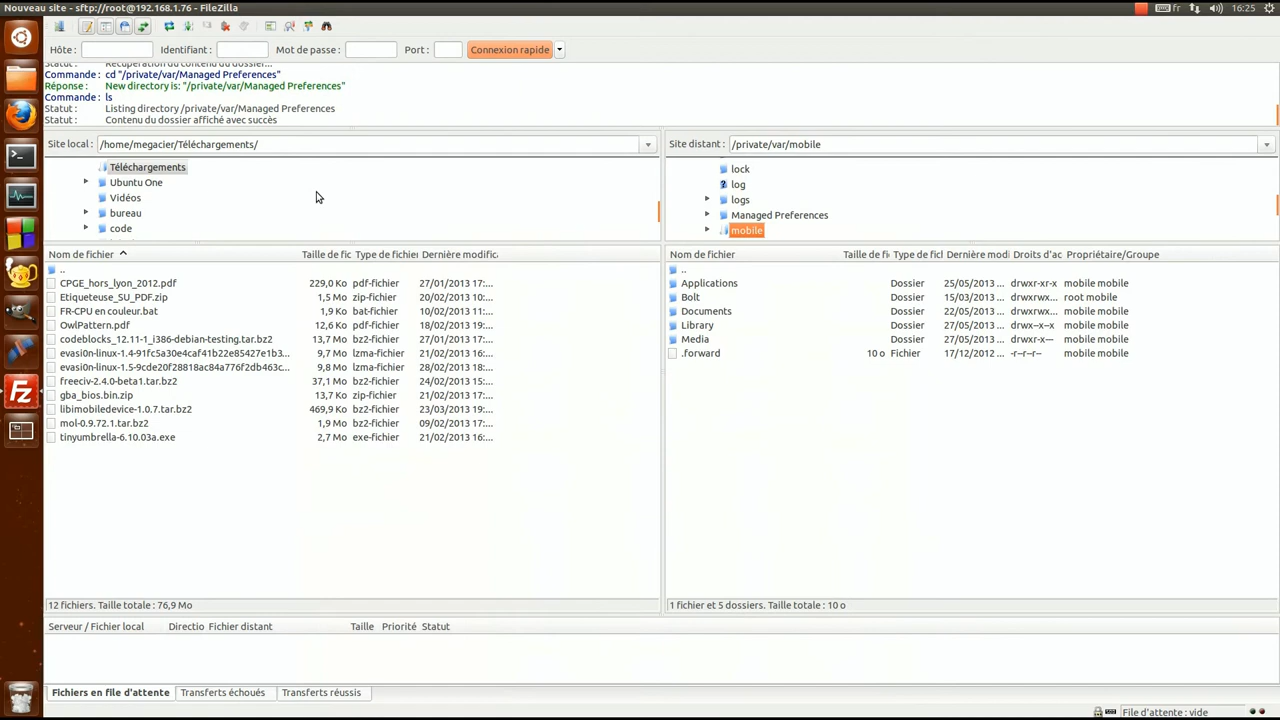 Nouveau site - sftp://root@192.168.1.76 - FileZilla
fr
16:25
Hôte :
Identifiant :
Mot de passe :
Port :
Connexion rapide
Statut : Récupération du contenu du dossier...
Commande : cd "/private/var/Managed Preferences"
Réponse : New directory is: "/private/var/Managed Preferences"
Commande : ls
Statut : Listing directory /private/var/Managed Preferences
Statut : Contenu du dossier affiché avec succès
Site local : /home/megacier/Téléchargements/
Téléchargements
Ubuntu One
Vidéos
bureau
code
Site distant : /private/var/mobile
lock
? log
logs
Managed Preferences
mobile
Nom de fichier Taille de fic Type de fichier Dernière modific
..
CPGE_hors_lyon_2012.pdf 229,0 Ko pdf-fichier 27/01/2013 17:...
Etiqueteuse_SU_PDF.zip 1,5 Mo zip-fichier 20/02/2013 10:...
FR-CPU en couleur.bat 1,9 Ko bat-fichier 10/02/2013 11:...
OwlPattern.pdf 12,6 Ko pdf-fichier 18/02/2013 19:...
codeblocks_12.11-1_i386-debian-testing.tar.bz2 13,7 Mo bz2-fichier 27/01/2013 17:...
evasi0n-linux-1.4-91fc5a30e4caf41b22e85427e1b3... 9,7 Mo lzma-fichier 21/02/2013 16:...
evasi0n-linux-1.5-9cde20f28818ac84a776f2db463c... 9,8 Mo lzma-fichier 28/02/2013 18:...
freeciv-2.4.0-beta1.tar.bz2 37,1 Mo bz2-fichier 24/02/2013 15:...
gba_bios.bin.zip 13,7 Ko zip-fichier 21/02/2013 17:...
libimobiledevice-1.0.7.tar.bz2 469,9 Ko bz2-fichier 23/02/2013 19:...
mol-0.9.72.1.tar.bz2 1,9 Mo bz2-fichier 09/02/2013 17:...
tinyumbrella-6.10.03a.exe 2,7 Mo exe-fichier 21/02/2013 16:...
12 fichiers. Taille totale : 76,9 Mo
Nom de fichier Taille de fi Type de ficl Dernière mod Droits d'ac Propriétaire/Groupe
..
Applications Dossier 25/05/2013 ... drwxr-xr-x mobile mobile
Bolt Dossier 15/03/2013 ... drwxrwx... root mobile
Documents Dossier 22/05/2013 ... drwxrwx... mobile mobile
Library Dossier 27/05/2013 ... drwx--x--x mobile mobile
Media Dossier 27/05/2013 ... drwxr-x--- mobile mobile
.forward 10 o Fichier 17/12/2012 ... -r--r--r-- mobile mobile
1 fichier et 5 dossiers. Taille totale : 10 o
Serveur / Fichier local Directio Fichier distant Taille Priorité Statut
Fichiers en file d'attente
Transferts échoués
Transferts réussis
File d'attente : vide